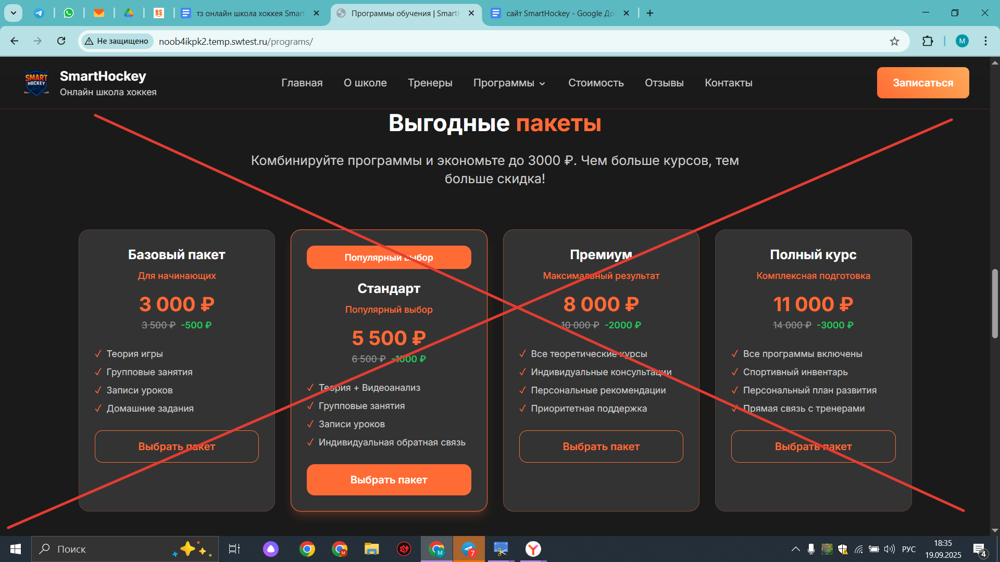 тз онлайн школа хоккея Smart
Программы обучения | SmartH
сайт SmartHockey - Google До
Не защищено
noob4ikpk2.temp.swtest.ru/programs/
M
BS
SMART
HOCKEY
SmartHockey
Онлайн школа хоккея
Главная
О школе
Тренеры
Программы
Стоимость
Отзывы
Контакты
Записаться
Выгодные пакеты
Комбинируйте программы и экономьте до 3000 ₽. Чем больше курсов, тем
больше скидка!
Базовый пакет
Для начинающих
3 000 ₽
3 500 ₽ -500 ₽
✓ Теория игры
✓ Групповые занятия
✓ Записи уроков
✓ Домашние задания
Выбрать пакет
Популярный выбор
Стандарт
Популярный выбор
5 500 ₽
6 500 ₽ -1000 ₽
✓ Теория + Видеоанализ
✓ Групповые занятия
✓ Записи уроков
✓ Индивидуальная обратная связь
Выбрать пакет
Премиум
Максимальный результат
8 000 ₽
10 000 ₽ -2000 ₽
✓ Все теоретические курсы
✓ Индивидуальные консультации
✓ Персональные рекомендации
✓ Приоритетная поддержка
Выбрать пакет
Полный курс
Комплексная подготовка
11 000 ₽
14 000 ₽ -3000 ₽
✓ Все программы включены
✓ Спортивный инвентарь
✓ Персональный план развития
✓ Прямая связь с тренерами
Выбрать пакет
Поиск
M
M
7
РУС
18:35
19.09.2025
4